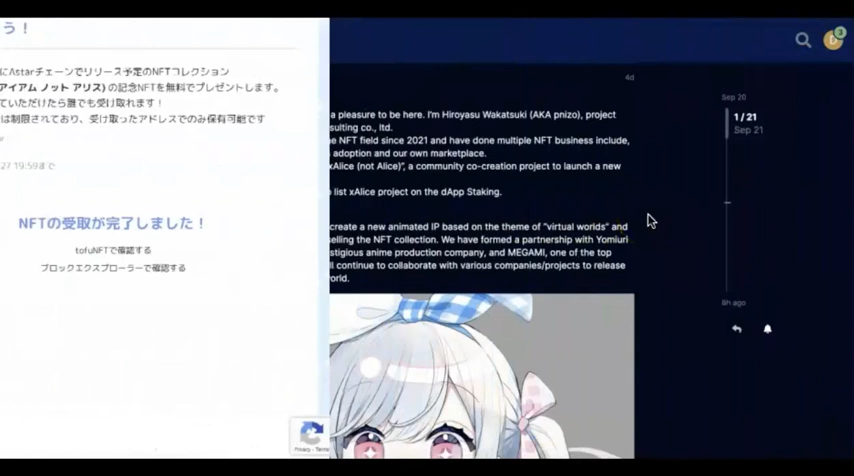 う！
にAstarチェーンでリリース予定のNFTコレクション
アイアム ノット アリス) の記念NFTを無料でプレゼントします。
ていただけたら誰でも受け取れます！
は制限されており、受け取ったアドレスでのみ保有可能です
27 19:59まで
NFTの受取が完了しました！
tofuNFTで確認する
ブロックエクスプローラーで確認する
Privacy - Terms
D
3
4d
a pleasure to be here. I'm Hiroyasu Wakatsuki (AKA pnizo), project
sulting co., ltd.
e NFT field since 2021 and have done multiple NFT business include,
adoption and our own marketplace.
xAlice (not Alice)", a community co-creation project to launch a new
list xAlice project on the dApp Staking.
create a new animated IP based on the theme of "virtual worlds" and
selling the NFT collection. We have formed a partnership with Yomiuri
stigious anime production company, and MEGAMI, one of the top
ll continue to collaborate with various companies/projects to release
orld.
Sep 20
1 / 21
Sep 21
8h ago